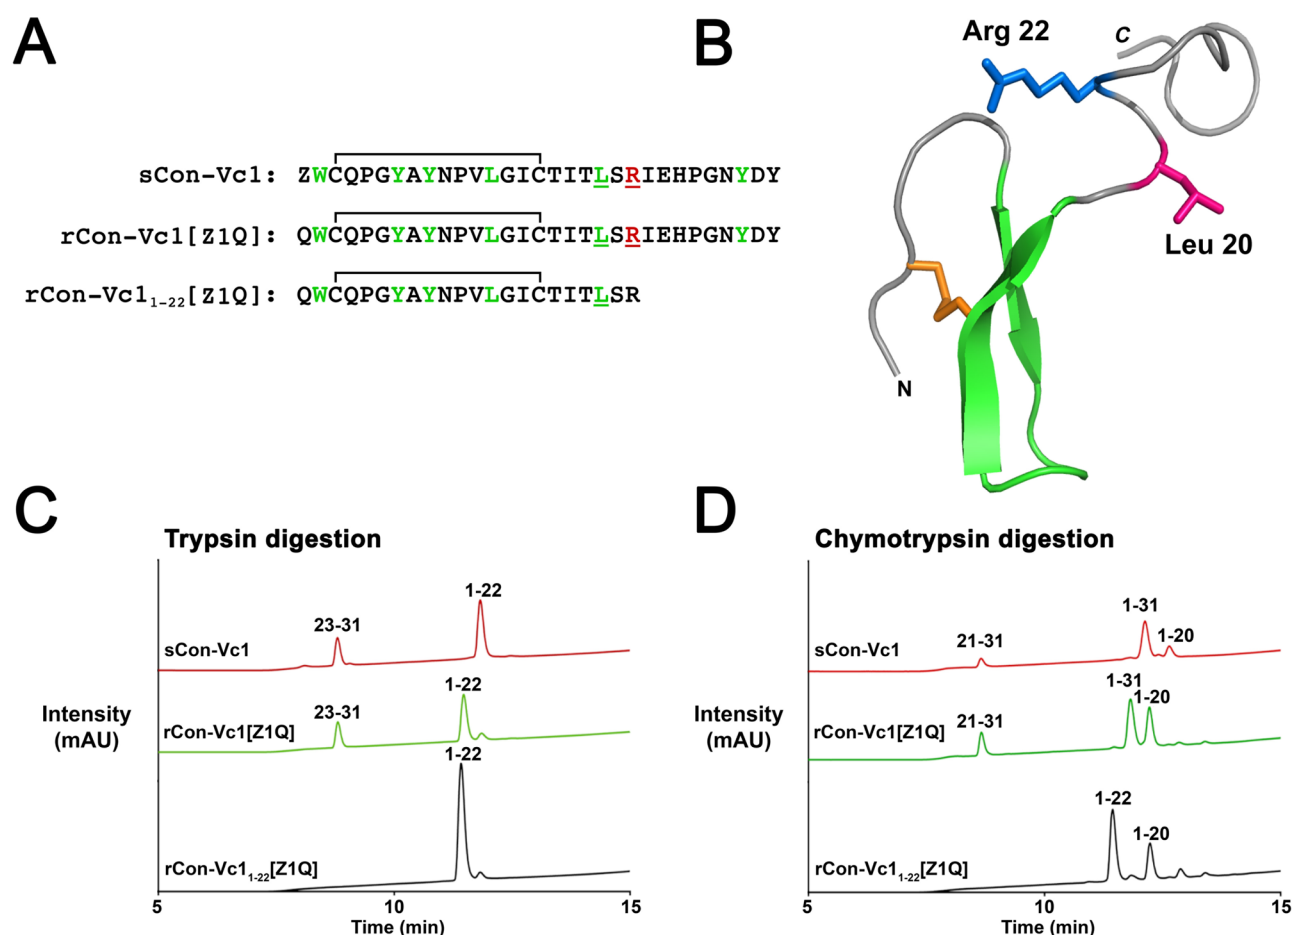 A
sCon-Vc1: ZWCQPGYAYNPVLGICTITLSRIEHPGNYDY
rCon-Vc1[Z1Q]: QWCQPGYAYNPVLGICTITLSRIEHPGNYDY
rCon-Vc1₁₋₂₂[Z1Q]: QWCQPGYAYNPVLGICTITLSR
B
Arg 22
C
Leu 20
N
C
Trypsin digestion
1-22
23-31
sCon-Vc1
1-22
23-31
rCon-Vc1[Z1Q]
1-22
rCon-Vc1₁₋₂₂[Z1Q]
Intensity
(mAU)
5 10 15
Time (min)
D
Chymotrypsin digestion
1-31
21-31
1-20
sCon-Vc1
1-31
1-20
21-31
rCon-Vc1[Z1Q]
1-22
1-20
rCon-Vc1₁₋₂₂[Z1Q]
Intensity
(mAU)
5 10 15
Time (min)